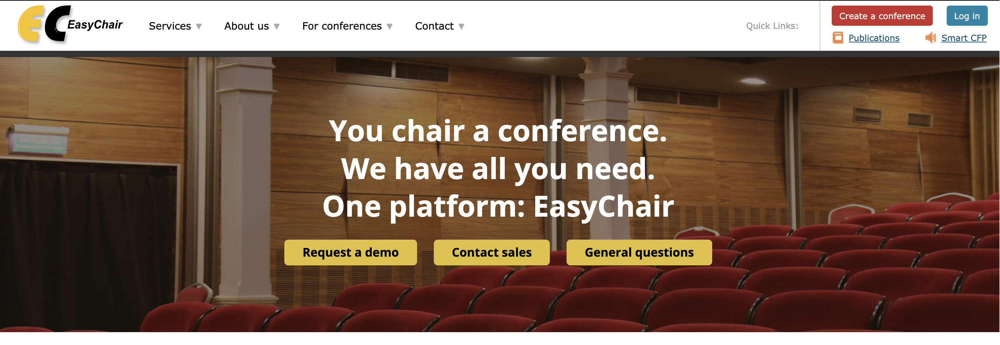 EC EasyChair
Services ▼
About us ▼
For conferences ▼
Contact ▼
Quick Links:
Create a conference
Log in
Publications
Smart CFP
You chair a conference.
We have all you need.
One platform: EasyChair
Request a demo
Contact sales
General questions